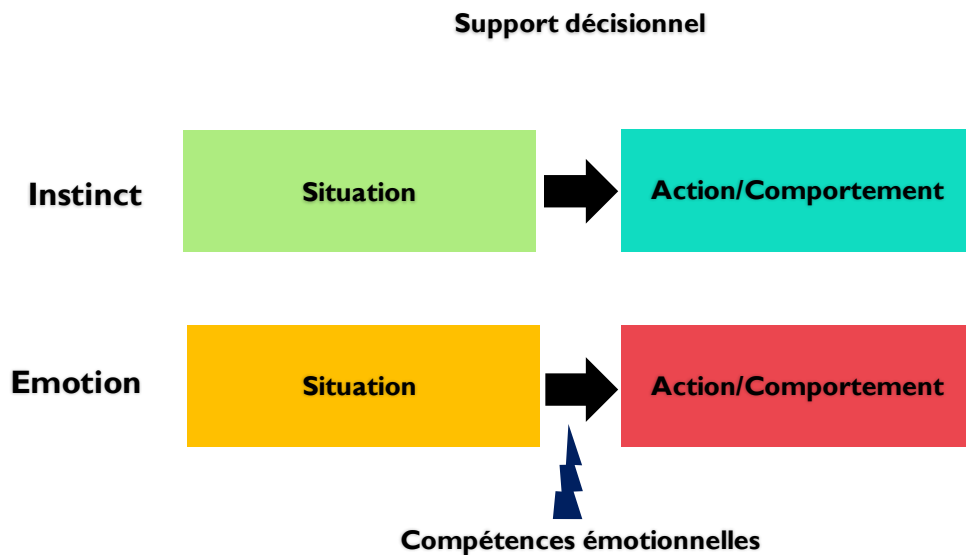 Support décisionnel
Instinct
Situation
Action/Comportement
Emotion
Situation
Action/Comportement
Compétences émotionnelles